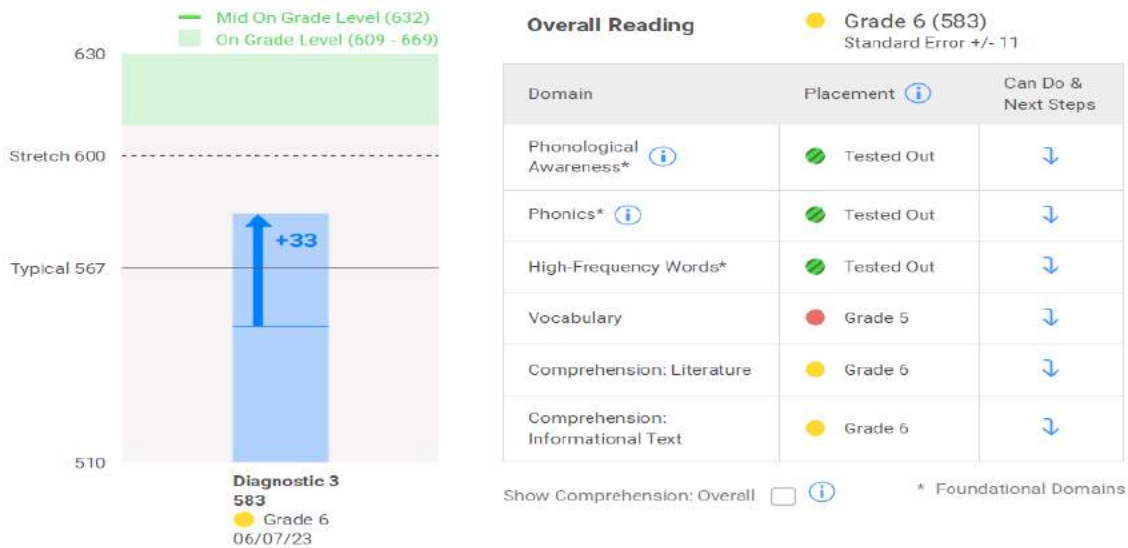 Mid On Grade Level (632)
On Grade Level (609 - 669)
630
Stretch 600
+33
Typical 567
510
Diagnostic 3
583
Grade 6
06/07/23
Overall Reading
Grade 6 (583)
Standard Error +/- 11
Domain
Placement
Can Do &
Next Steps
Phonological
Awareness*
Tested Out
Phonics*
Tested Out
High-Frequency Words*
Tested Out
Vocabulary
Grade 5
Comprehension: Literature
Grade 6
Comprehension:
Informational Text
Grade 6
Show Comprehension: Overall
* Foundational Domains